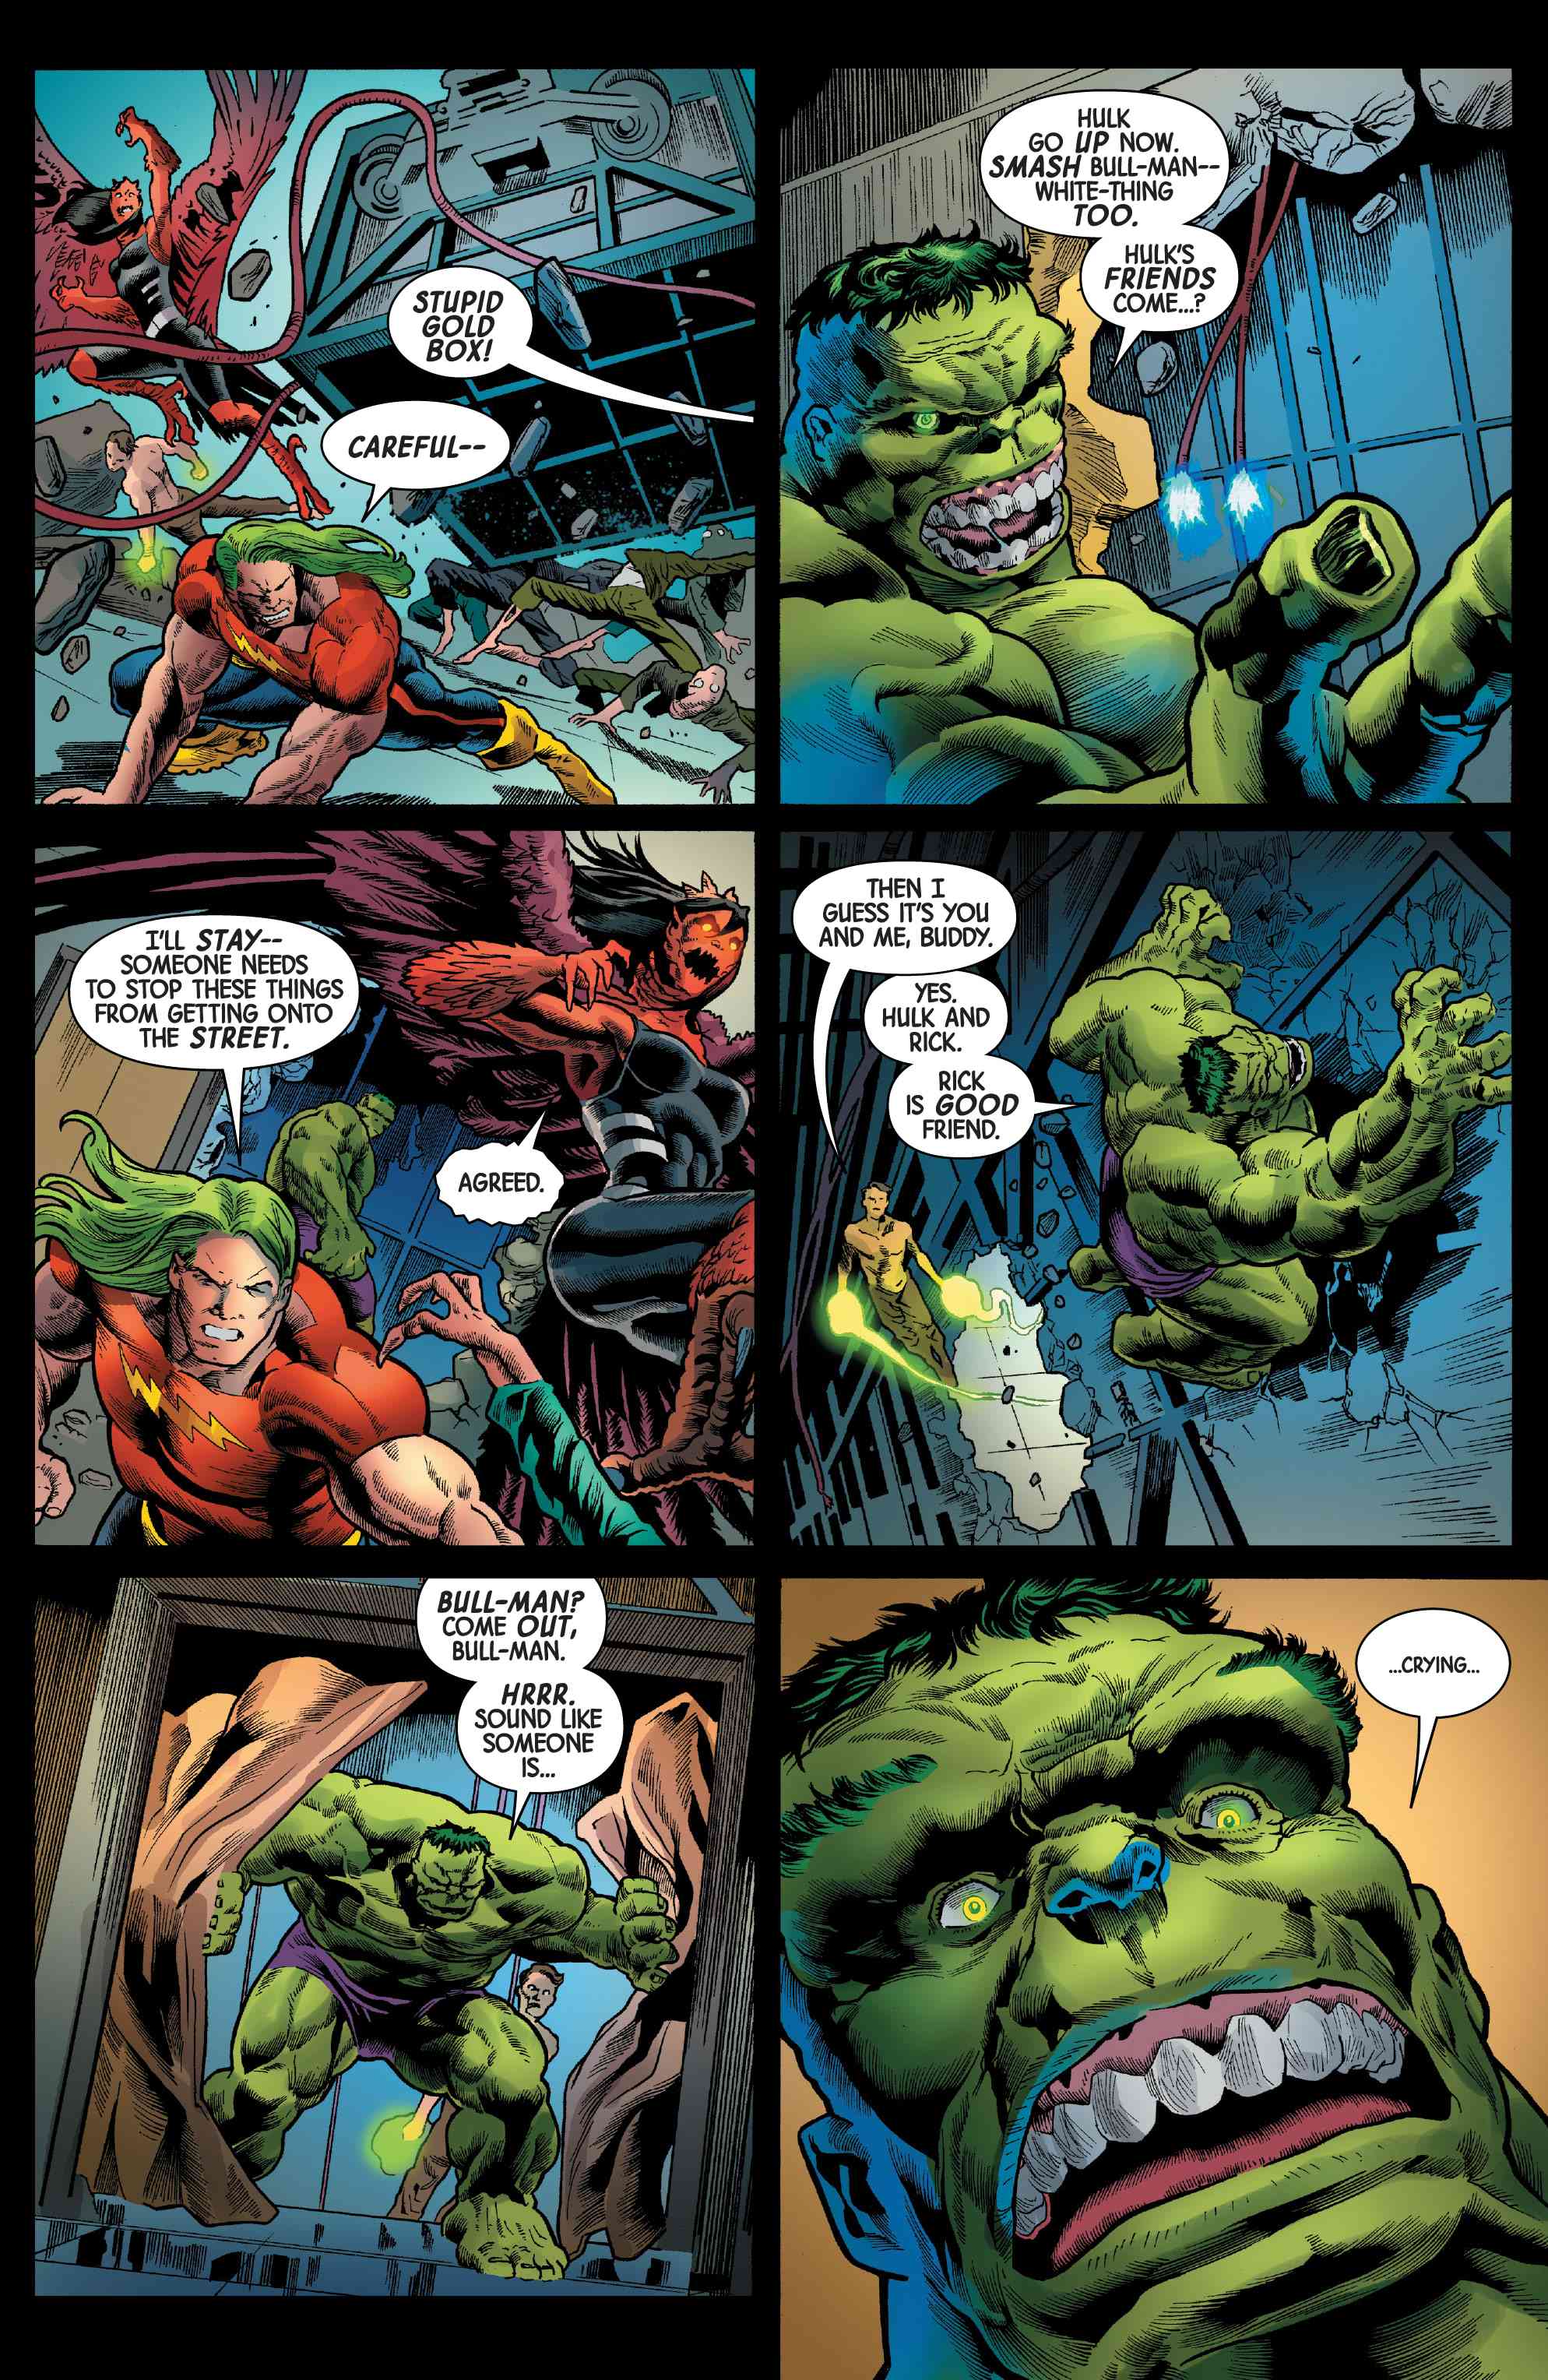 STUPID
GOLD
BOX!
CAREFUL--
HULK
GO UP NOW.
SMASH BULL-MAN--
WHITE-THING
TOO.
HULK'S
FRIENDS
COME...?
I'LL STAY--
SOMEONE NEEDS
TO STOP THESE THINGS
FROM GETTING ONTO
THE STREET.
AGREED.
THEN I
GUESS IT'S YOU
AND ME, BUDDY.
YES.
HULK AND
RICK.
RICK
IS GOOD
FRIEND.
BULL-MAN?
COME OUT,
BULL-MAN.
HRRR.
SOUND LIKE
SOMEONE
IS...
...CRYING...